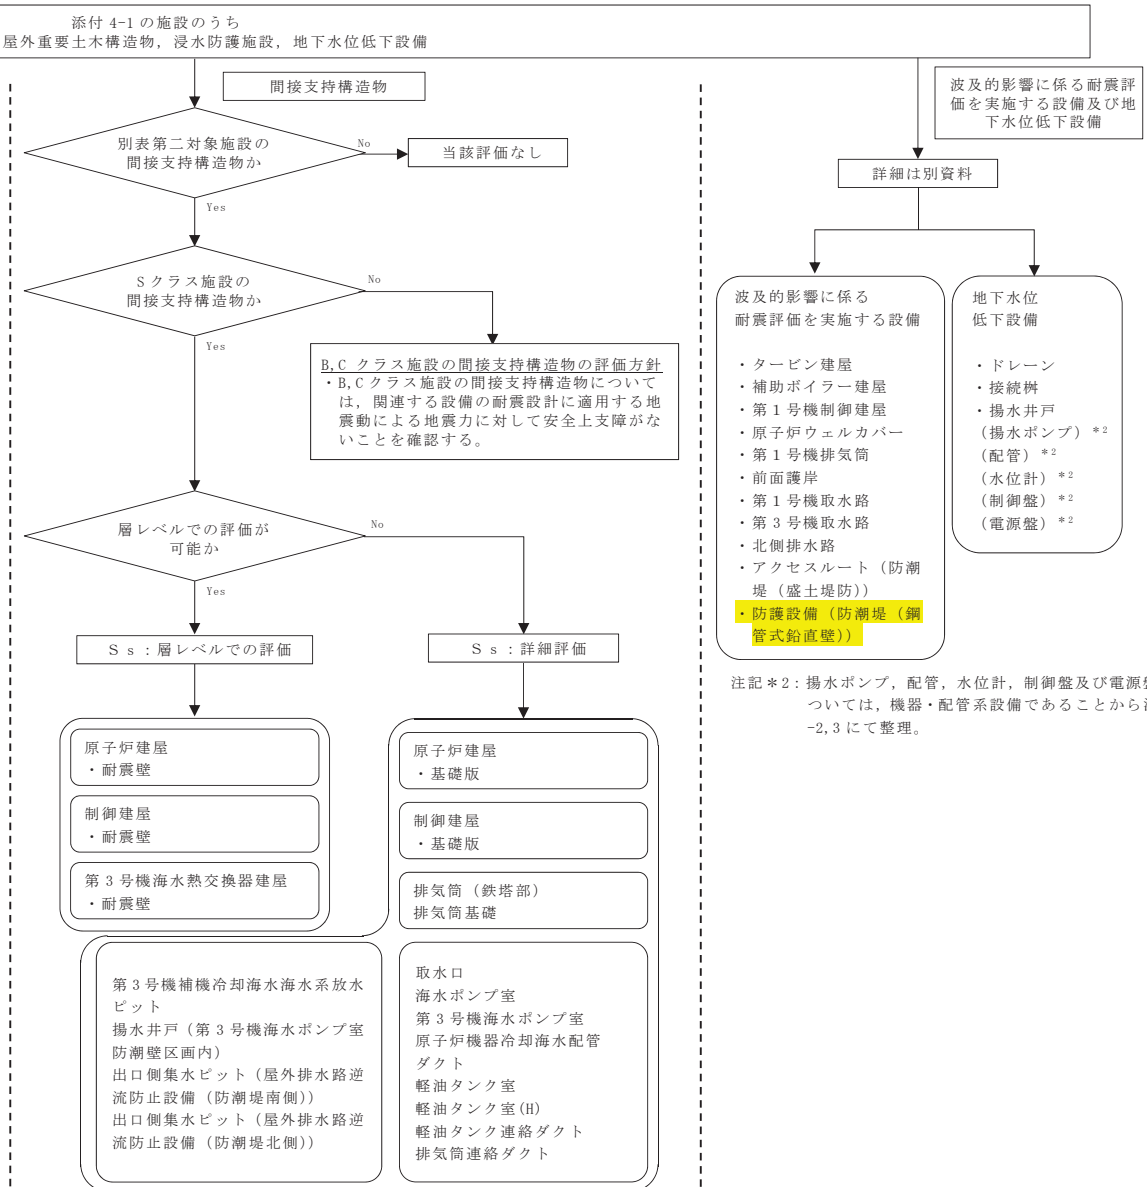 添付 4-1 の施設のうち
屋外重要土木構造物，浸水防護施設，地下水位低下設備
間接支持構造物
別表第二対象施設の
間接支持構造物か
No
当該評価なし
Yes
Sクラス施設の
間接支持構造物か
No
Yes
B,C クラス施設の間接支持構造物の評価方針
・B,C クラス施設の間接支持構造物について
は，関連する設備の耐震設計に適用する地
震動による地震力に対して安全上支障がな
いことを確認する。
層レベルでの評価が
可能か
No
Yes
Ｓｓ：層レベルでの評価
Ｓｓ：詳細評価
原子炉建屋
・耐震壁
制御建屋
・耐震壁
第３号機海水熱交換器建屋
・耐震壁
原子炉建屋
・基礎版
制御建屋
・基礎版
排気筒（鉄塔部）
排気筒基礎
第３号機補機冷却海水海水系放水
ピット
揚水井戸（第３号機海水ポンプ室
防潮壁区画内）
出口側集水ピット（屋外排水路逆
流防止設備（防潮堤南側））
出口側集水ピット（屋外排水路逆
流防止設備（防潮堤北側））
取水口
海水ポンプ室
第３号機海水ポンプ室
原子炉機器冷却海水配管
ダクト
軽油タンク室
軽油タンク室(H)
軽油タンク連絡ダクト
排気筒連絡ダクト
波及的影響に係る耐震評
価を実施する設備及び地
下水位低下設備
詳細は別資料
波及的影響に係る
耐震評価を実施する設備
・タービン建屋
・補助ボイラー建屋
・第１号機制御建屋
・原子炉ウェルカバー
・第１号機排気筒
・前面護岸
・第１号機取水路
・第３号機取水路
・北側排水路
・アクセスルート（防潮
堤（盛土堤防））
・防護設備（防潮堤（鋼
管式鉛直壁））
地下水位
低下設備
・ドレーン
・接続桝
・揚水井戸
（揚水ポンプ）＊2
（配管）＊2
（水位計）＊2
（制御盤）＊2
（電源盤）＊2
注記＊2：揚水ポンプ，配管，水位計，制御盤及び電源
ついては，機器・配管系設備であることから
-2,3 にて整理。